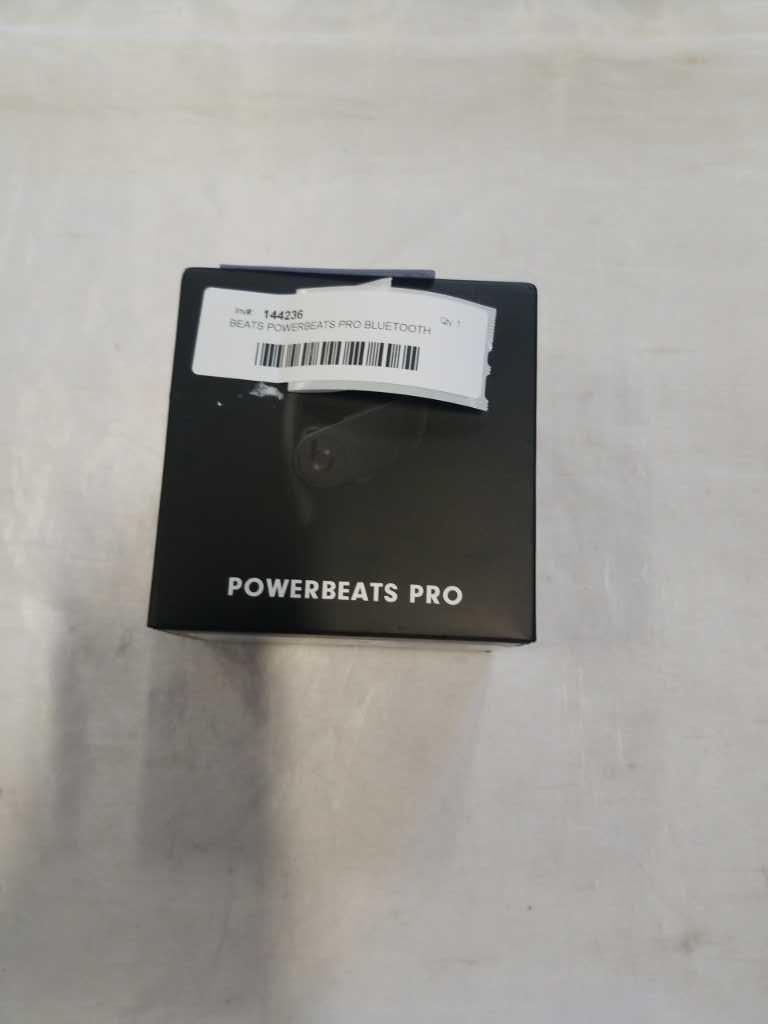 Inv#: 144236
BEATS POWERBEATS PRO BLUETOOTH Qty: 1
POWERBEATS PRO